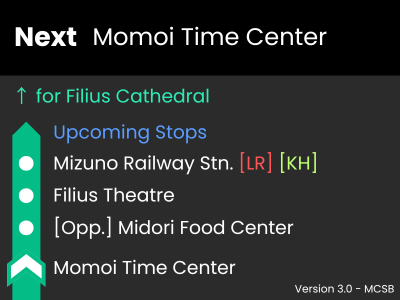 Next Momoi Time Center
↑ for Filius Cathedral
Upcoming Stops
Mizuno Railway Stn. [LR] [KH]
Filius Theatre
[Opp.] Midori Food Center
Momoi Time Center
Version 3.0 - MCSB